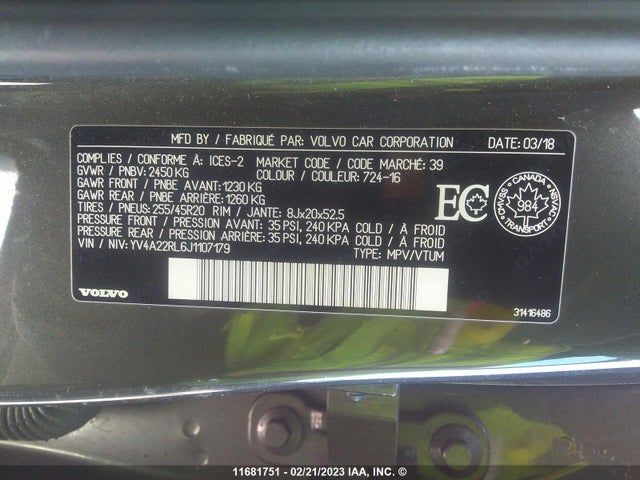 MFD BY / FABRIQUÉ PAR: VOLVO CAR CORPORATION DATE: 03/18
COMPLIES / CONFORME À: ICES-2 MARKET CODE / CODE MARCHÉ: 39
GVWR / PNBV: 2450 KG COLOUR / COULEUR: 724-16
GAWR FRONT / PNBE AVANT: 1230 KG
GAWR REAR / PNBE ARRIÈRE: 1260 KG
TIRES / PNEUS: 255/45R20 RIM / JANTE: 8Jx20x52.5
PRESSURE FRONT / PRESSION AVANT: 35 PSI, 240 KPA COLD / À FROID
PRESSURE REAR / PRESSION ARRIÈRE: 35 PSI, 240 KPA COLD / À FROID
VIN / NIV: YV4A22RL6J1107179 TYPE: MPV/VTUM
EC
CANADA
CMVSS NSVAC
984
TRANSPORT
VOLVO
31416486
11681751 - 02/21/2023 IAA, INC. ©